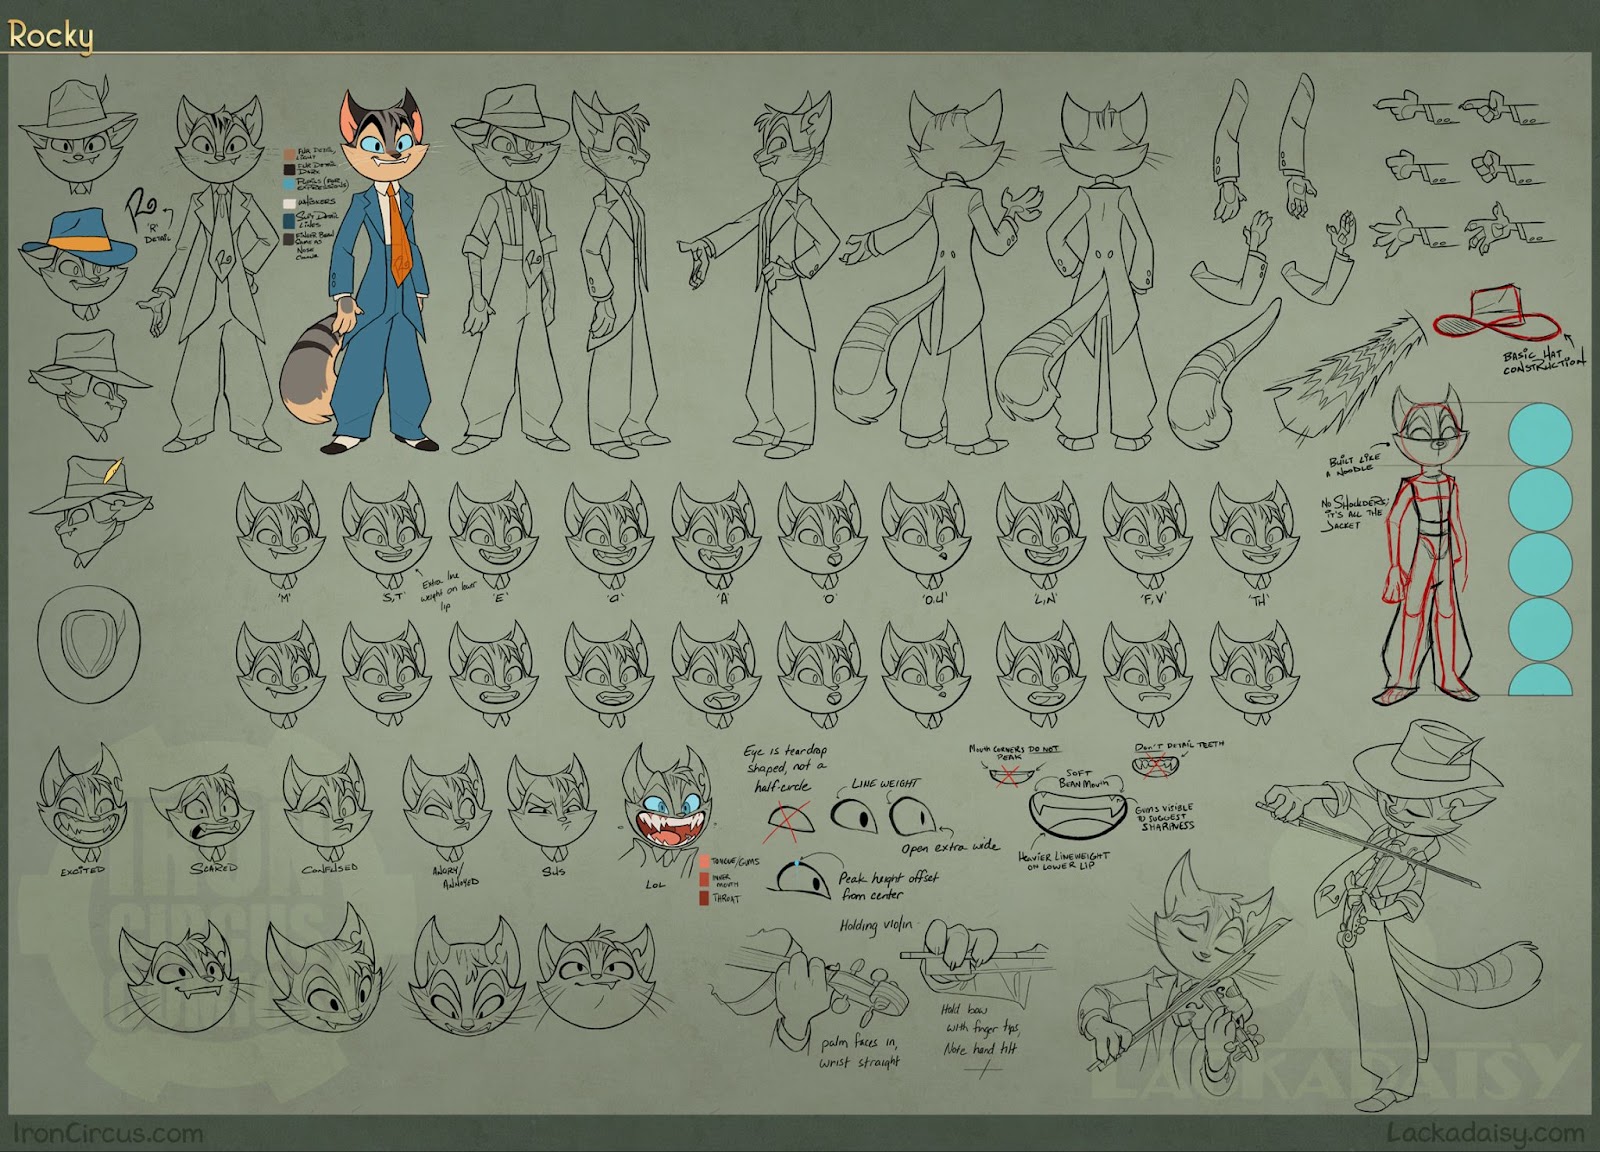 Rocky
'R'
DETAIL
FUR DETAIL
LIGHT
FUR DETAIL
DARK
PUPILS (FOR
EXPRESSIONS)
WHISKERS
SUIT DETAIL
LINES
FINGER BEAN
SAME AS
NOSE
COLOUR
BASIC HAT
CONSTRUCTION
BUILT LIKE
A NOODLE
NO SHOULDERS;
IT'S ALL THE
JACKET
'M'
S,T
'E'
'A'
'O'
'O.U'
L,N
'F,V'
'TH'
Extra line
weight on lower
lip
EXCITED
SCARED
CONFUSED
ANGRY/
ANNOYED
SUS
LOL
TONGUE/GUMS
INNER
MOUTH
THROAT
Eye is teardrop
shaped, not a
half-circle
LINE WEIGHT
Open extra wide
Peak height offset
from center
MOUTH CORNERS DO NOT
PEAK
DON'T DETAIL TEETH
SOFT
BEAN MOUTH
GUMS VISIBLE
TO SUGGEST
SHARPNESS
HEAVIER LINEWEIGHT
ON LOWER LIP
Holding violin
palm faces in,
wrist straight
Hold bow
with finger tips,
Note hand tilt
IRON
CIRCUS
COMICS
LACKADAISY
IronCircus.com
Lackadaisy.com